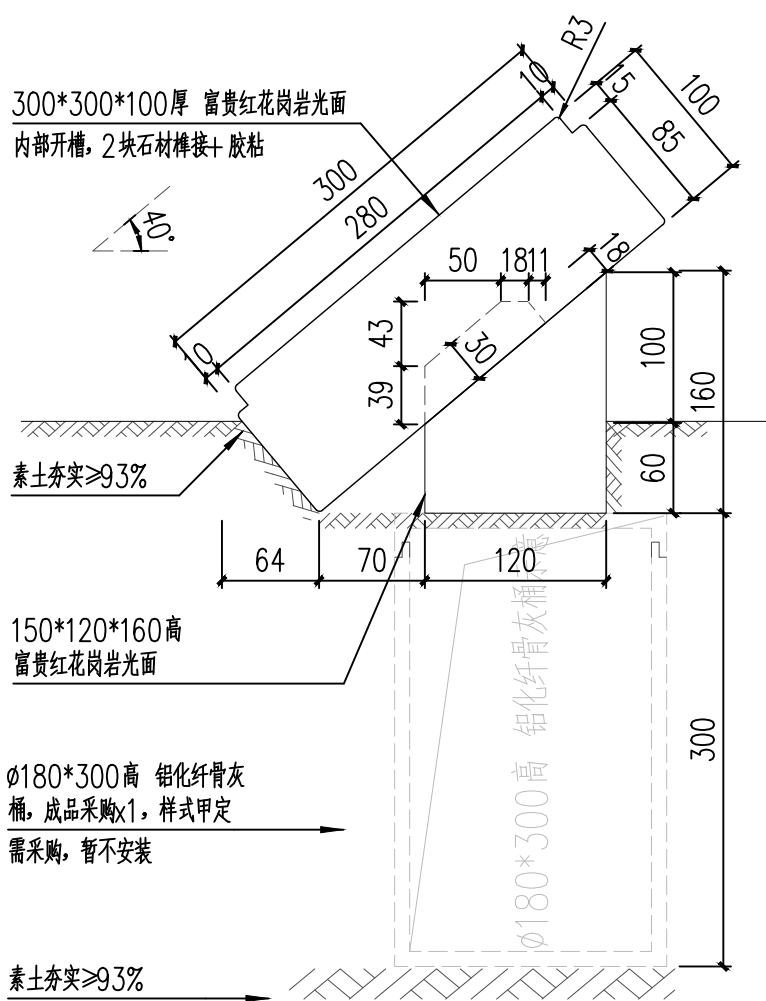 R3
10
15
100
85
300*300*100厚 富贵红花岗岩光面
内部开槽，2块石材榫接+胶粘
300
280
40°
50
18
11
18
43
39
30
10
100
160
60
素土夯实≥93%
64
70
120
150*120*160高
富贵红花岗岩光面
300
Ø180*300高 铝化纤骨灰桶示意
Ø180*300高 铝化纤骨灰
桶，成品采购x1，样式甲定
需采购，暂不安装
素土夯实≥93%